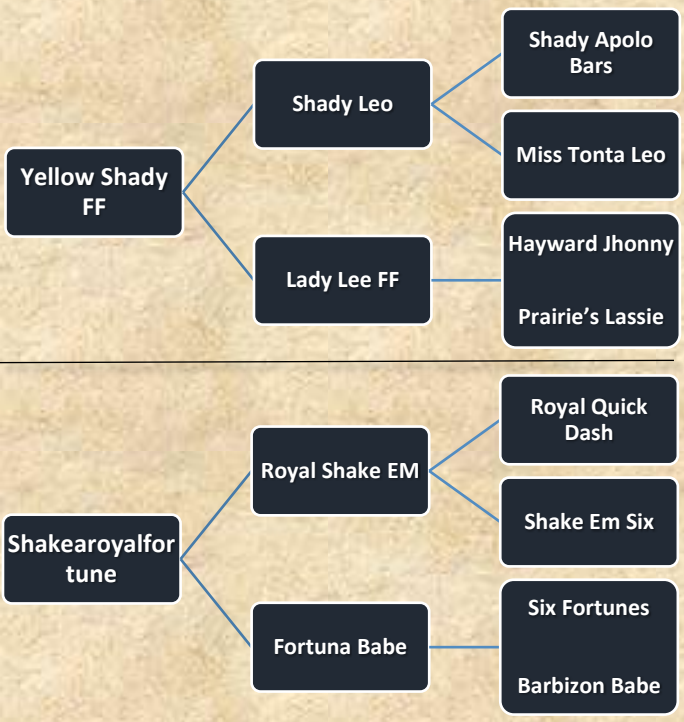 Shady Apolo
Bars
Shady Leo
Miss Tonta Leo
Yellow Shady
FF
Hayward Jhonny
Lady Lee FF
Prairie's Lassie
Royal Quick
Dash
Royal Shake EM
Shake Em Six
Shakearoyalfor
tune
Six Fortunes
Fortuna Babe
Barbizon Babe